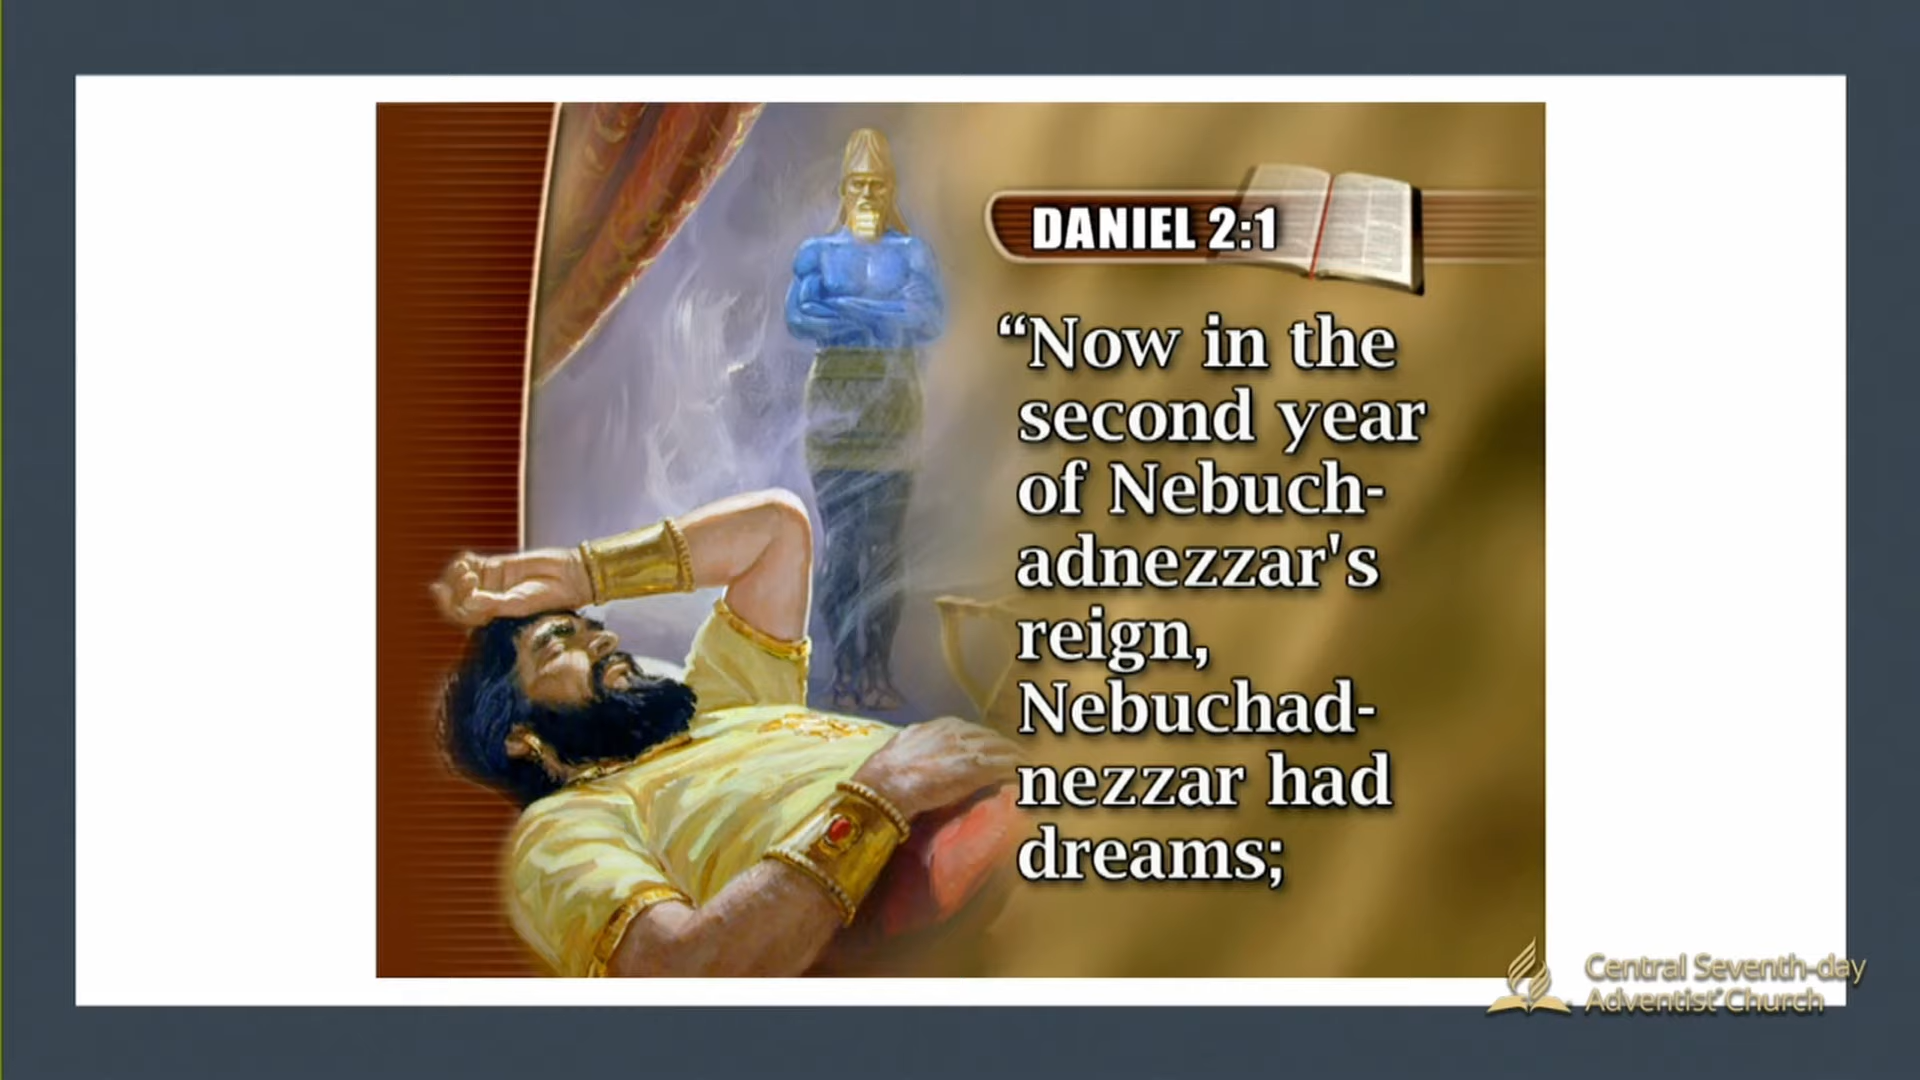 DANIEL 2:1
“Now in the
second year
of Nebuch-
adnezzar's
reign,
Nebuchad-
nezzar had
dreams;
Central Seventh-day
Adventist Church